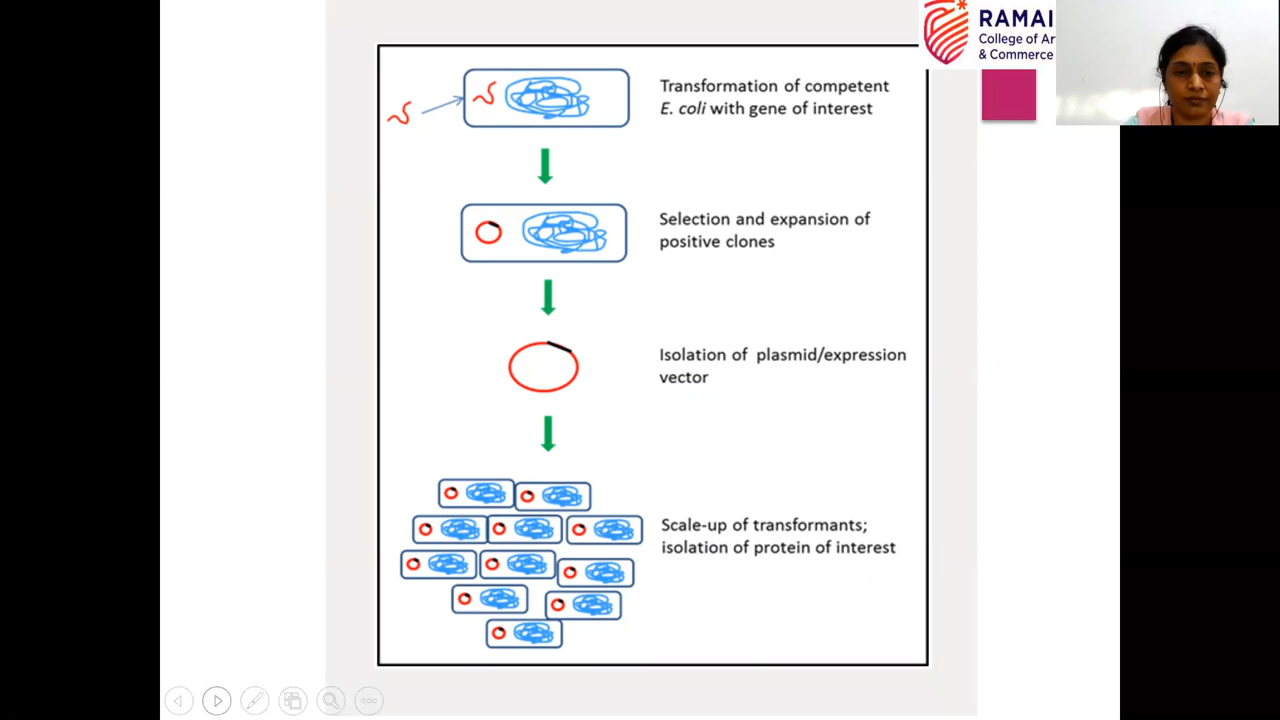 RAMAI
College of Ar
& Commerce
Transformation of competent
E. coli with gene of interest
Selection and expansion of
positive clones
Isolation of plasmid/expression
vector
Scale-up of transformants;
isolation of protein of interest